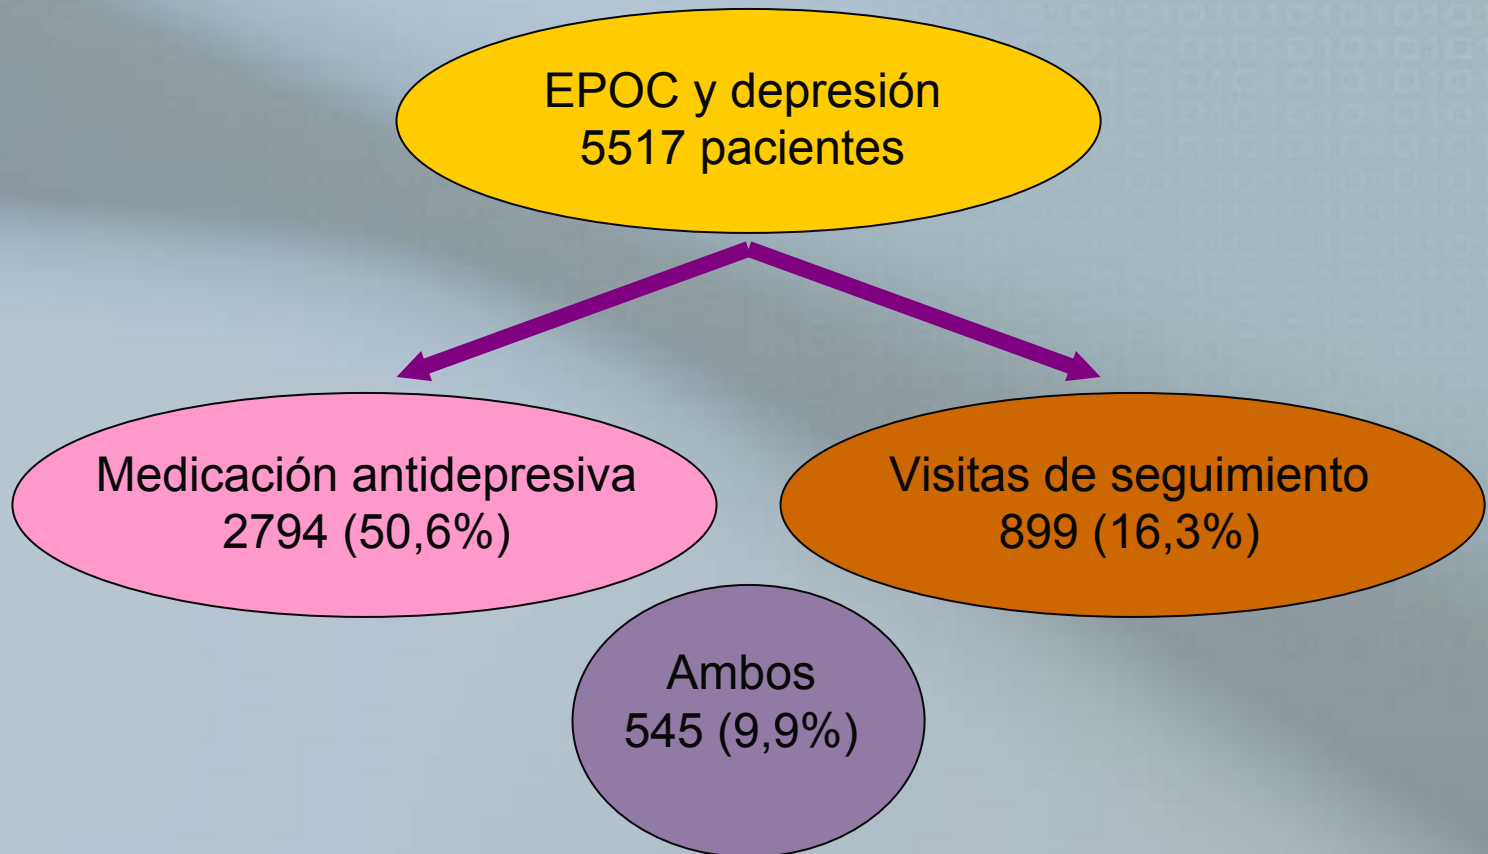 EPOC y depresión
5517 pacientes
Medicación antidepresiva
2794 (50,6%)
Visitas de seguimiento
899 (16,3%)
Ambos
545 (9,9%)